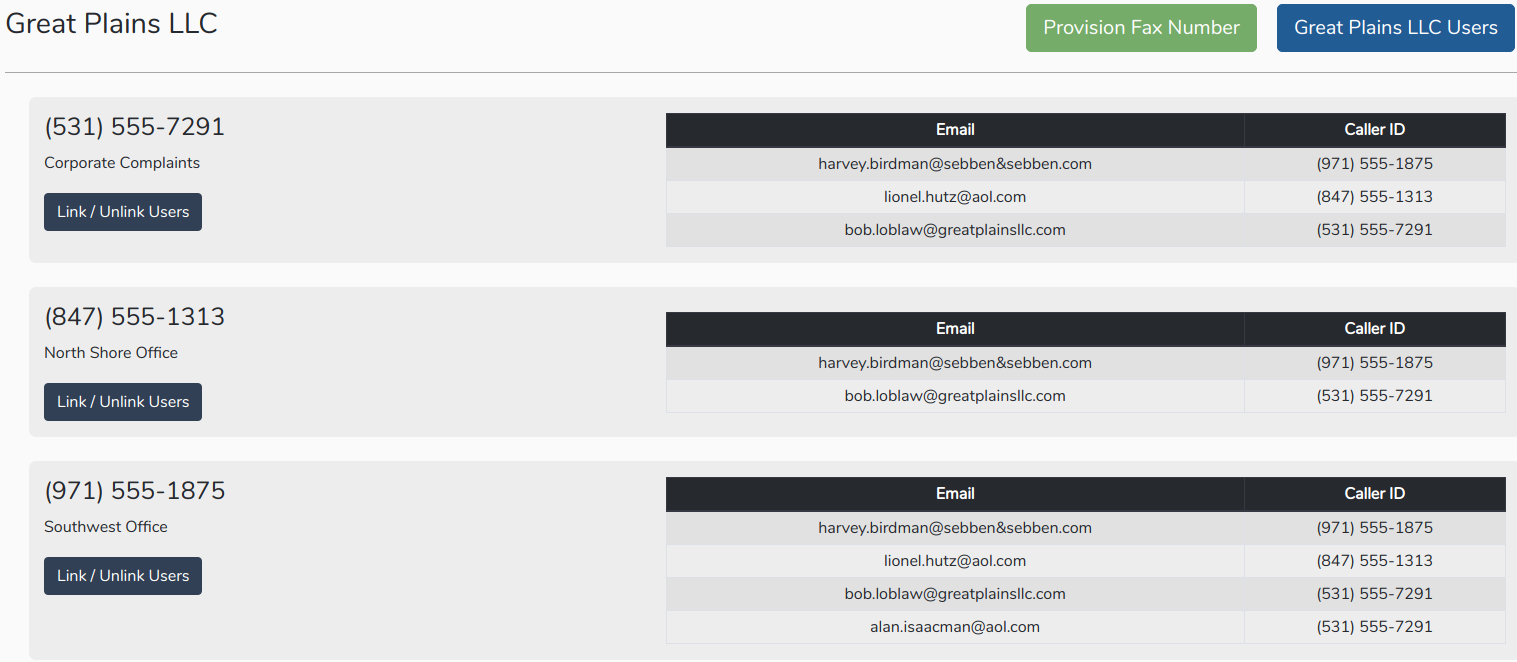 Great Plains LLC
Provision Fax Number
Great Plains LLC Users
(531) 555-7291
Corporate Complaints
Link / Unlink Users
Email Caller ID
harvey.birdman@sebben&sebben.com (971) 555-1875
lionel.hutz@aol.com (847) 555-1313
bob.loblaw@greatplainsllc.com (531) 555-7291
(847) 555-1313
North Shore Office
Link / Unlink Users
Email Caller ID
harvey.birdman@sebben&sebben.com (971) 555-1875
bob.loblaw@greatplainsllc.com (531) 555-7291
(971) 555-1875
Southwest Office
Link / Unlink Users
Email Caller ID
harvey.birdman@sebben&sebben.com (971) 555-1875
lionel.hutz@aol.com (847) 555-1313
bob.loblaw@greatplainsllc.com (531) 555-7291
alan.isaacman@aol.com (531) 555-7291